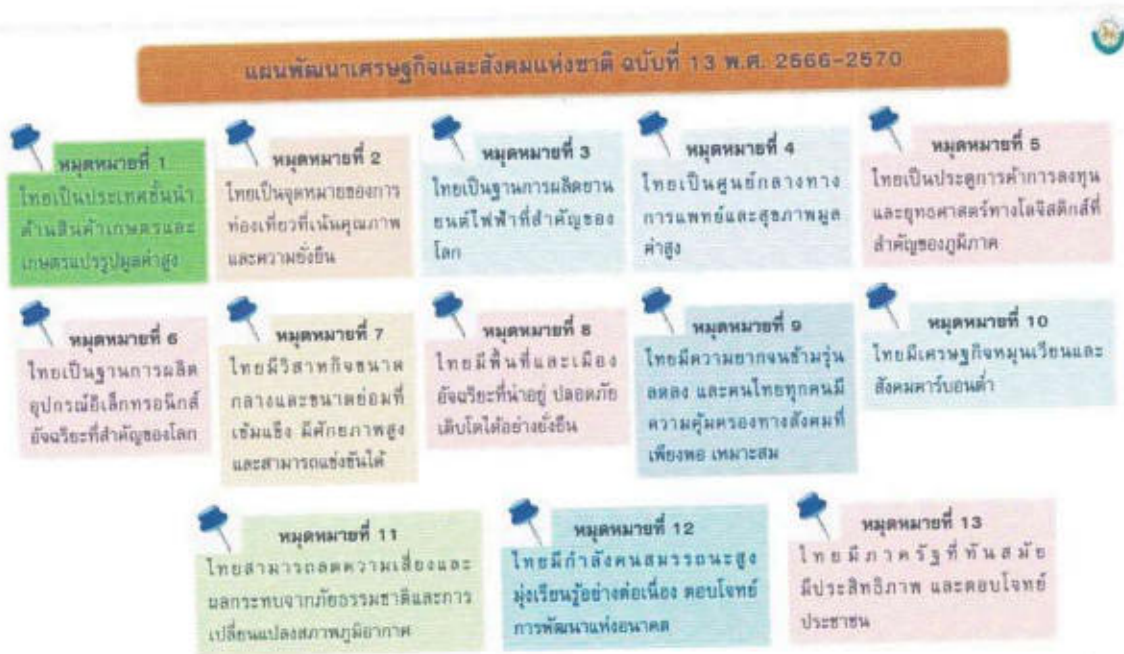 แผนพัฒนาเศรษฐกิจและสังคมแห่งชาติ ฉบับที่ 13 พ.ศ. 2566-2570
หมุดหมายที่ 1
ไทยเป็นประเทศชั้นนำ
ด้านสินค้าเกษตรและ
เกษตรแปรรูปมูลค่าสูง
หมุดหมายที่ 2
ไทยเป็นจุดหมายของการ
ท่องเที่ยวที่เน้นคุณภาพ
และความยั่งยืน
หมุดหมายที่ 3
ไทยเป็นฐานการผลิตยาน
ยนต์ไฟฟ้าที่สำคัญของ
โลก
หมุดหมายที่ 4
ไทยเป็นศูนย์กลางทาง
การแพทย์และสุขภาพมูล
ค่าสูง
หมุดหมายที่ 5
ไทยเป็นประตูการค้าการลงทุน
และยุทธศาสตร์ทางโลจิสติกส์ที่
สำคัญของภูมิภาค
หมุดหมายที่ 6
ไทยเป็นฐานการผลิต
อุปกรณ์อิเล็กทรอนิกส์
อัจฉริยะที่สำคัญของโลก
หมุดหมายที่ 7
ไทยมีวิสาหกิจขนาด
กลางและขนาดย่อมที่
เข้มแข็ง มีศักยภาพสูง
และสามารถแข่งขันได้
หมุดหมายที่ 8
ไทยมีพื้นที่และเมือง
อัจฉริยะที่น่าอยู่ ปลอดภัย
เติบโตได้อย่างยั่งยืน
หมุดหมายที่ 9
ไทยมีความยากจนข้ามรุ่น
ลดลง และคนไทยทุกคนมี
ความคุ้มครองทางสังคมที่
เพียงพอ เหมาะสม
หมุดหมายที่ 10
ไทยมีเศรษฐกิจหมุนเวียนและ
สังคมคาร์บอนต่ำ
หมุดหมายที่ 11
ไทยสามารถลดความเสี่ยงและ
ผลกระทบจากภัยธรรมชาติและการ
เปลี่ยนแปลงสภาพภูมิอากาศ
หมุดหมายที่ 12
ไทยมีกำลังคนสมรรถนะสูง
มุ่งเรียนรู้อย่างต่อเนื่อง ตอบโจทย์
การพัฒนาแห่งอนาคต
หมุดหมายที่ 13
ไทยมีภาครัฐที่ทันสมัย
มีประสิทธิภาพ และตอบโจทย์
ประชาชน